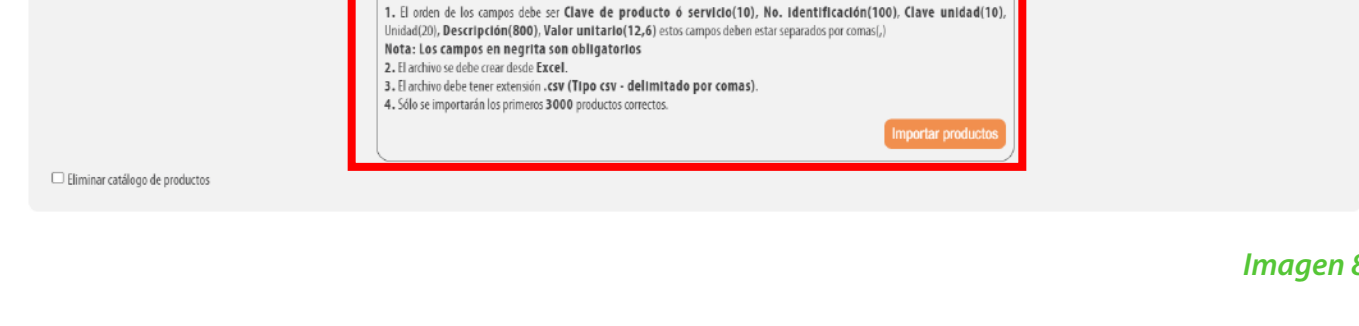 1. El orden de los campos debe ser Clave de producto ó servicio(10), No. identificación(100), Clave unidad(10),
Unidad(20), Descripción(800), Valor unitario(12,6) estos campos deben estar separados por comas(,)
Nota: Los campos en negrita son obligatorios
2. El archivo se debe crear desde Excel.
3. El archivo debe tener extensión .csv (Tipo csv - delimitado por comas).
4. Sólo se importarán los primeros 3000 productos correctos.
Importar productos
Eliminar catálogo de productos
Imagen 8